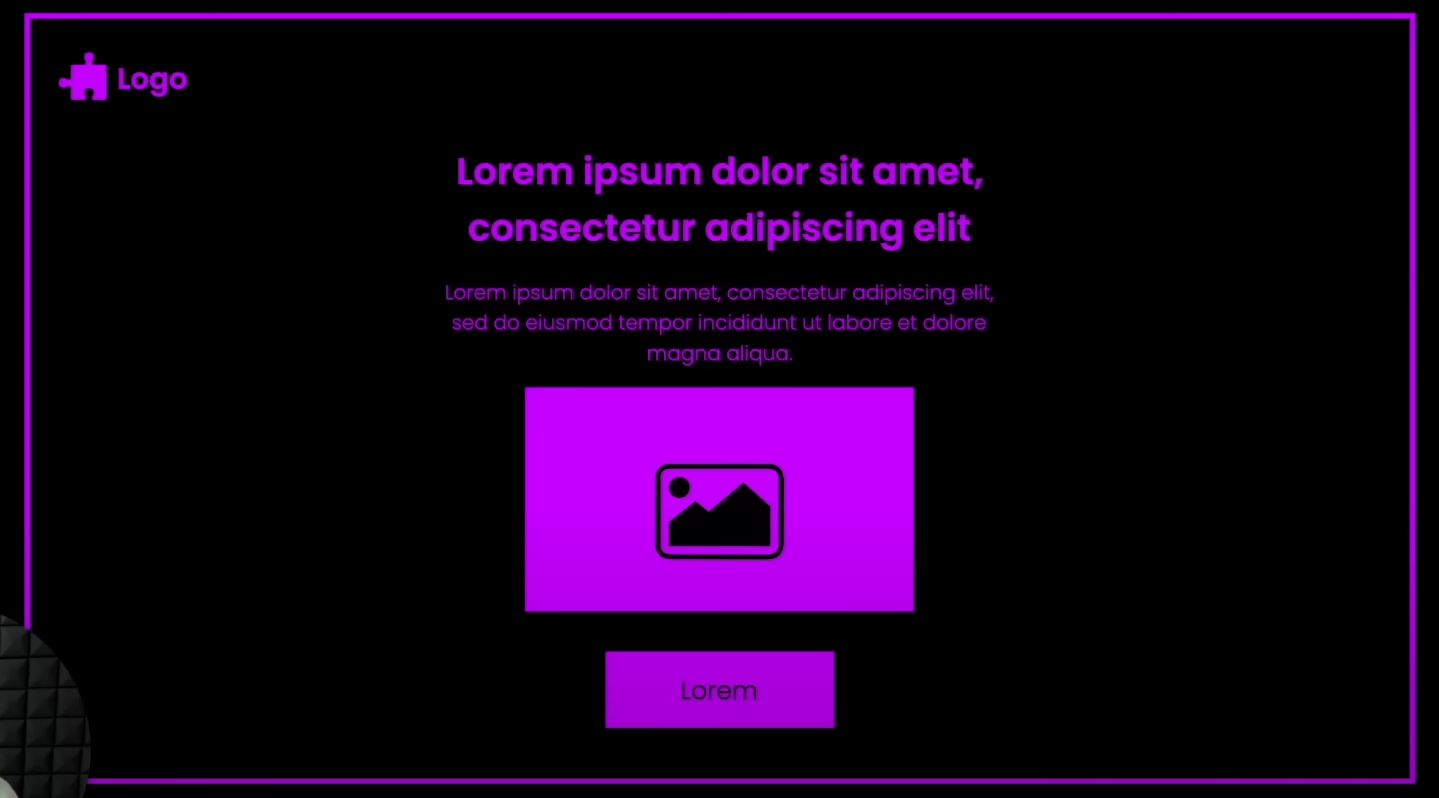 Logo
Lorem ipsum dolor sit amet,
consectetur adipiscing elit
Lorem ipsum dolor sit amet, consectetur adipiscing elit,
sed do eiusmod tempor incididunt ut labore et dolore
magna aliqua.
Lorem